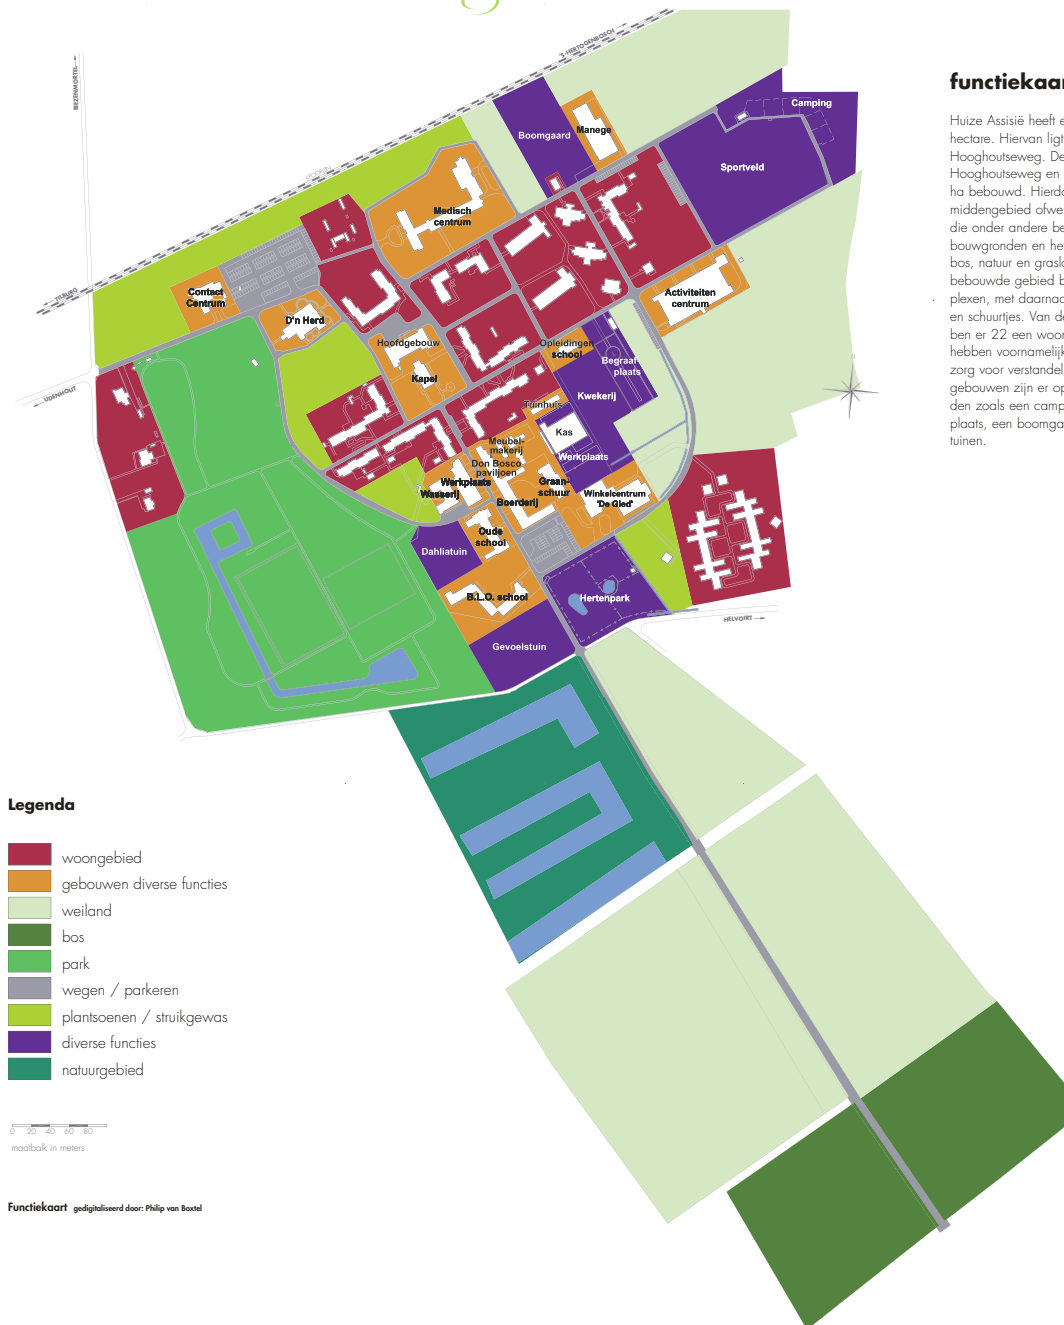 'S-HERTOGENBOSCH
BIEZENMORTEL
SPOORLIJN
TILBURG
UDENHOUT
HELVOIRT
Camping
Boomgaard
Manege
Sportveld
Medisch
centrum
Contact
Centrum
D'n Herd
Activiteiten
centrum
Hoofdgebouw
Kapel
Opleidingen
school
Begraaf-
plaats
Kwekerij
Tuinhuis
Kas
Werkplaats
Meubel-
makerij
Don Bosco
paviljoen
Werkplaats
Wasserij
Graan-
schuur
Boerderij
Winkelcentrum
'De Gled'
Oude
school
Dahliatuin
B.L.O. school
Hertenpark
Gevoelstuin
functiekaar
Huize Assisië heeft e
hectare. Hiervan ligt
Hooghoutseweg. De
Hooghoutseweg en
ha bebouwd. Hierdo
middengebied ofwe
die onder andere be
bouwgronden en he
bos, natuur en grasla
bebouwde gebied b
plexen, met daarnaa
en schuurtjes. Van de
ben er 22 een woon
hebben voornamelijk
zorg voor verstandel
gebouwen zijn er op
den zoals een camp
plaats, een boomga
tuinen.
Legenda
woongebied
gebouwen diverse functies
weiland
bos
park
wegen / parkeren
plantsoenen / struikgewas
diverse functies
natuurgebied
0 20 40 60 80
maatbalk in meters
Functiekaart gedigitaliseerd door: Philip van Boxtel